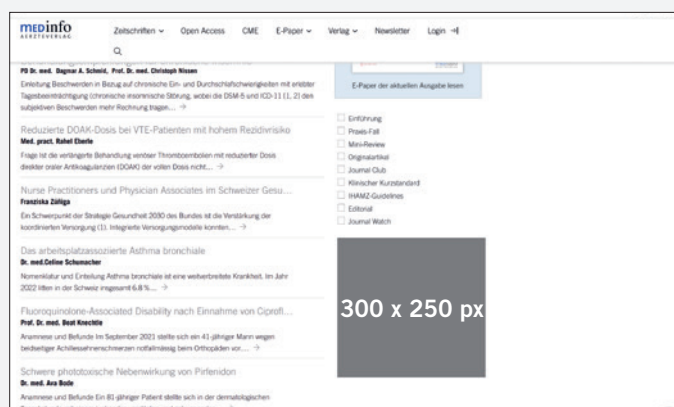 medinfo
AERZTEVERLAG
Zeitschriften
Open Access
CME
E-Paper
Verlag
Newsletter
Login
PD Dr. med. Dagmar A. Schmid, Prof. Dr. med. Christoph Nissen
Einleitung Beschwerden in Bezug auf chronische Ein- und Durchschlafschwierigkeiten mit erlebter
Tagesbeeinträchtigung (chronische insomnische Störung, wobei die DSM-5 und ICD-11 (1, 2) den
subjektiven Beschwerden mehr Rechnung tragen... →
Reduzierte DOAK-Dosis bei VTE-Patienten mit hohem Rezidivrisiko
Med. pract. Rahel Eberle
Frage Ist die verlängerte Behandlung venöser Thromboembolien mit reduzierter Dosis
direkter oraler Antikoagulanzien (DOAK) der vollen Dosis nicht... →
Nurse Practitioners und Physician Associates im Schweizer Gesu...
Franziska Zúñiga
Ein Schwerpunkt der Strategie Gesundheit 2030 des Bundes ist die Verstärkung der
koordinierten Versorgung (1). Integrierte Versorgungsmodelle konnten... →
Das arbeitsplatzassoziierte Asthma bronchiale
Dr. med.Celine Schumacher
Nomenklatur und Einteilung Asthma bronchiale ist eine weitverbreitete Krankheit. Im Jahr
2022 litten in der Schweiz insgesamt 6.8 %... →
Fluoroquinolone-Associated Disability nach Einnahme von Ciprofl...
Prof. Dr. med. Beat Knechtle
Anamnese und Befunde Im September 2021 stellte sich ein 41-jähriger Mann wegen
beidseitiger Achillessehnenschmerzen notfallmässig beim Orthopäden vor.... →
Schwere phototoxische Nebenwirkung von Pirfenidon
Dr. med. Ava Bode
Anamnese und Befunde Ein 81-jähriger Patient stellte sich in der dermatologischen
E-Paper der aktuellen Ausgabe lesen
Einführung
Praxis-Fall
Mini-Review
Originalartikel
Journal Club
Klinischer Kurzstandard
IHAMZ-Guidelines
Editorial
Journal Watch
300 x 250 px